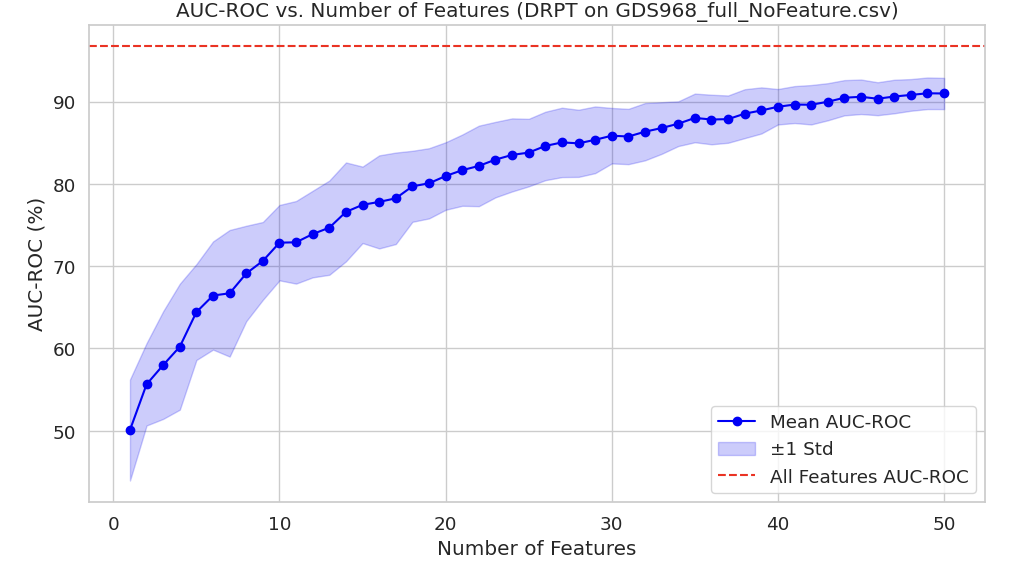 AUC-ROC vs. Number of Features (DRPT on GDS968_full_NoFeature.csv)
AUC-ROC (%)
90
80
70
60
50
Mean AUC-ROC
±1 Std
All Features AUC-ROC
0 10 20 30 40 50
Number of Features